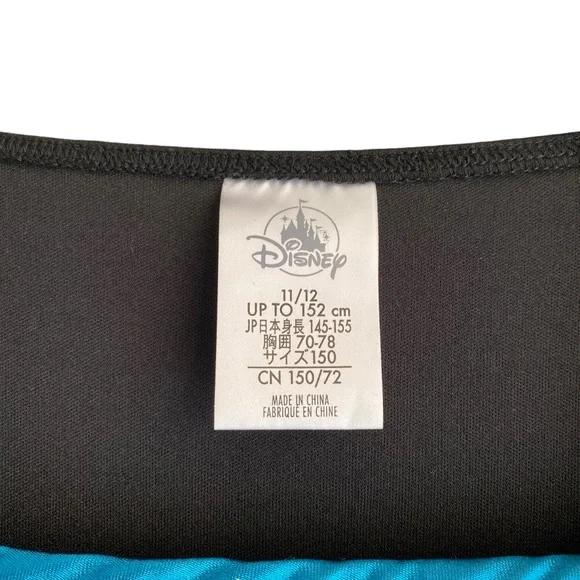 Disney
11/12
UP TO 152 cm
JP日本身長 145-155
胸囲 70-78
サイズ150
CN 150/72
MADE IN CHINA
FABRIQUÉ EN CHINE